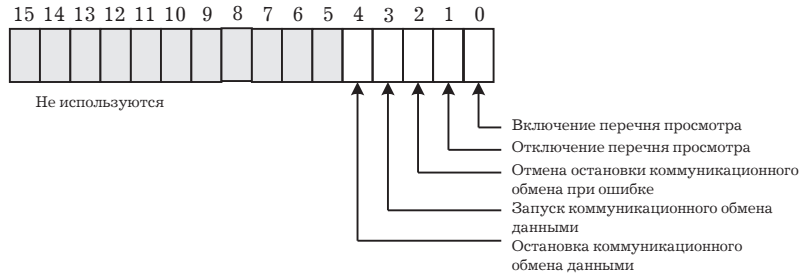 15 14 13 12 11 10 9 8 7 6 5 4 3 2 1 0
Не используются
Включение перечня просмотра
Отключение перечня просмотра
Отмена остановки коммуникационного
обмена при ошибке
Запуск коммуникационного обмена
данными
Остановка коммуникационного
обмена данными